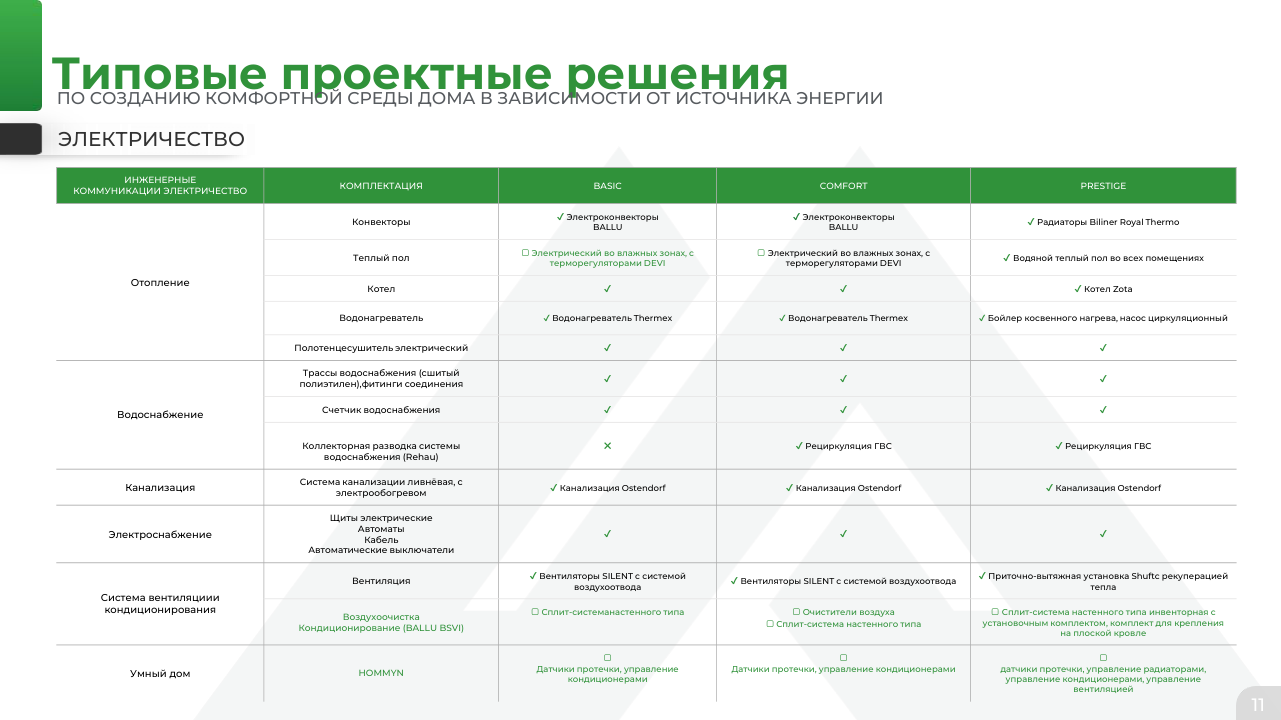 Типовые проектные решения
ПО СОЗДАНИЮ КОМФОРТНОЙ СРЕДЫ ДОМА В ЗАВИСИМОСТИ ОТ ИСТОЧНИКА ЭНЕРГИИ
ЭЛЕКТРИЧЕСТВО
ИНЖЕНЕРНЫЕ
КОММУНИКАЦИИ ЭЛЕКТРИЧЕСТВО
КОМПЛЕКТАЦИЯ
BASIC
COMFORT
PRESTIGE
Отопление
Конвекторы
✓ Электроконвекторы
BALLU
✓ Электроконвекторы
BALLU
✓ Радиаторы Biliner Royal Thermo
Теплый пол
▢ Электрический во влажных зонах, с
терморегуляторами DEVI
▢ Электрический во влажных зонах, с
терморегуляторами DEVI
✓ Водяной теплый пол во всех помещениях
Котел
✓
✓
✓ Котел Zota
Водонагреватель
✓ Водонагреватель Thermex
✓ Водонагреватель Thermex
✓ Бойлер косвенного нагрева, насос циркуляционный
Полотенцесушитель электрический
✓
✓
✓
Водоснабжение
Трассы водоснабжения (сшитый
полиэтилен),фитинги соединения
✓
✓
✓
Счетчик водоснабжения
✓
✓
✓
Коллекторная разводка системы
водоснабжения (Rehau)
✕
✓ Рециркуляция ГВС
✓ Рециркуляция ГВС
Канализация
Система канализации ливнёвая, с
электрообогревом
✓ Канализация Ostendorf
✓ Канализация Ostendorf
✓ Канализация Ostendorf
Электроснабжение
Щиты электрические
Автоматы
Кабель
Автоматические выключатели
✓
✓
✓
Система вентиляциии
кондиционирования
Вентиляция
✓ Вентиляторы SILENT с системой
воздухоотвода
✓ Вентиляторы SILENT с системой воздухоотвода
✓ Приточно-вытяжная установка Shuftс рекуперацией
тепла
Воздухоочистка
Кондиционирование (BALLU BSVI)
▢ Сплит-системанастенного типа
▢ Очистители воздуха
▢ Сплит-система настенного типа
▢ Сплит-система настенного типа инвенторная с
установочным комплектом, комплект для крепления
на плоской кровле
Умный дом
HOMMYN
▢
Датчики протечки, управление
кондиционерами
▢
Датчики протечки, управление кондиционерами
▢
датчики протечки, управление радиаторами,
управление кондиционерами, управление
вентиляцией
11